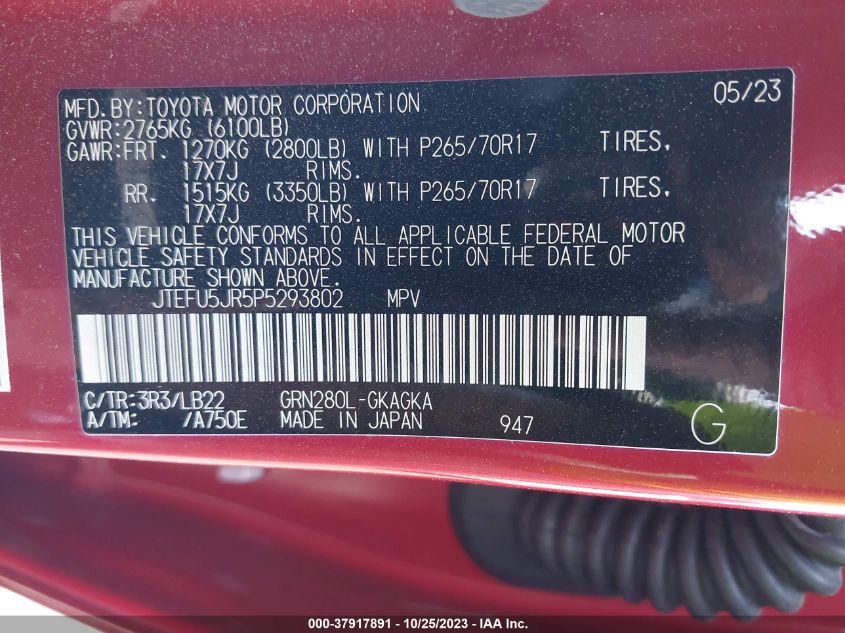 MFD. BY: TOYOTA MOTOR CORPORATION 05/23
GVWR: 2765KG (6100LB)
GAWR: FRT. 1270KG (2800LB) WITH P265/70R17 TIRES,
17X7J RIMS.
RR. 1515KG (3350LB) WITH P265/70R17 TIRES,
17X7J RIMS.
THIS VEHICLE CONFORMS TO ALL APPLICABLE FEDERAL MOTOR
VEHICLE SAFETY STANDARDS IN EFFECT ON THE DATE OF
MANUFACTURE SHOWN ABOVE.
JTEFU5JR5P5293802 MPV
C/TR: 3R3/LB22 GRN280L-GKAGKA
A/TM: /A750E MADE IN JAPAN 947 G
000-37917891 - 10/25/2023 - IAA Inc.